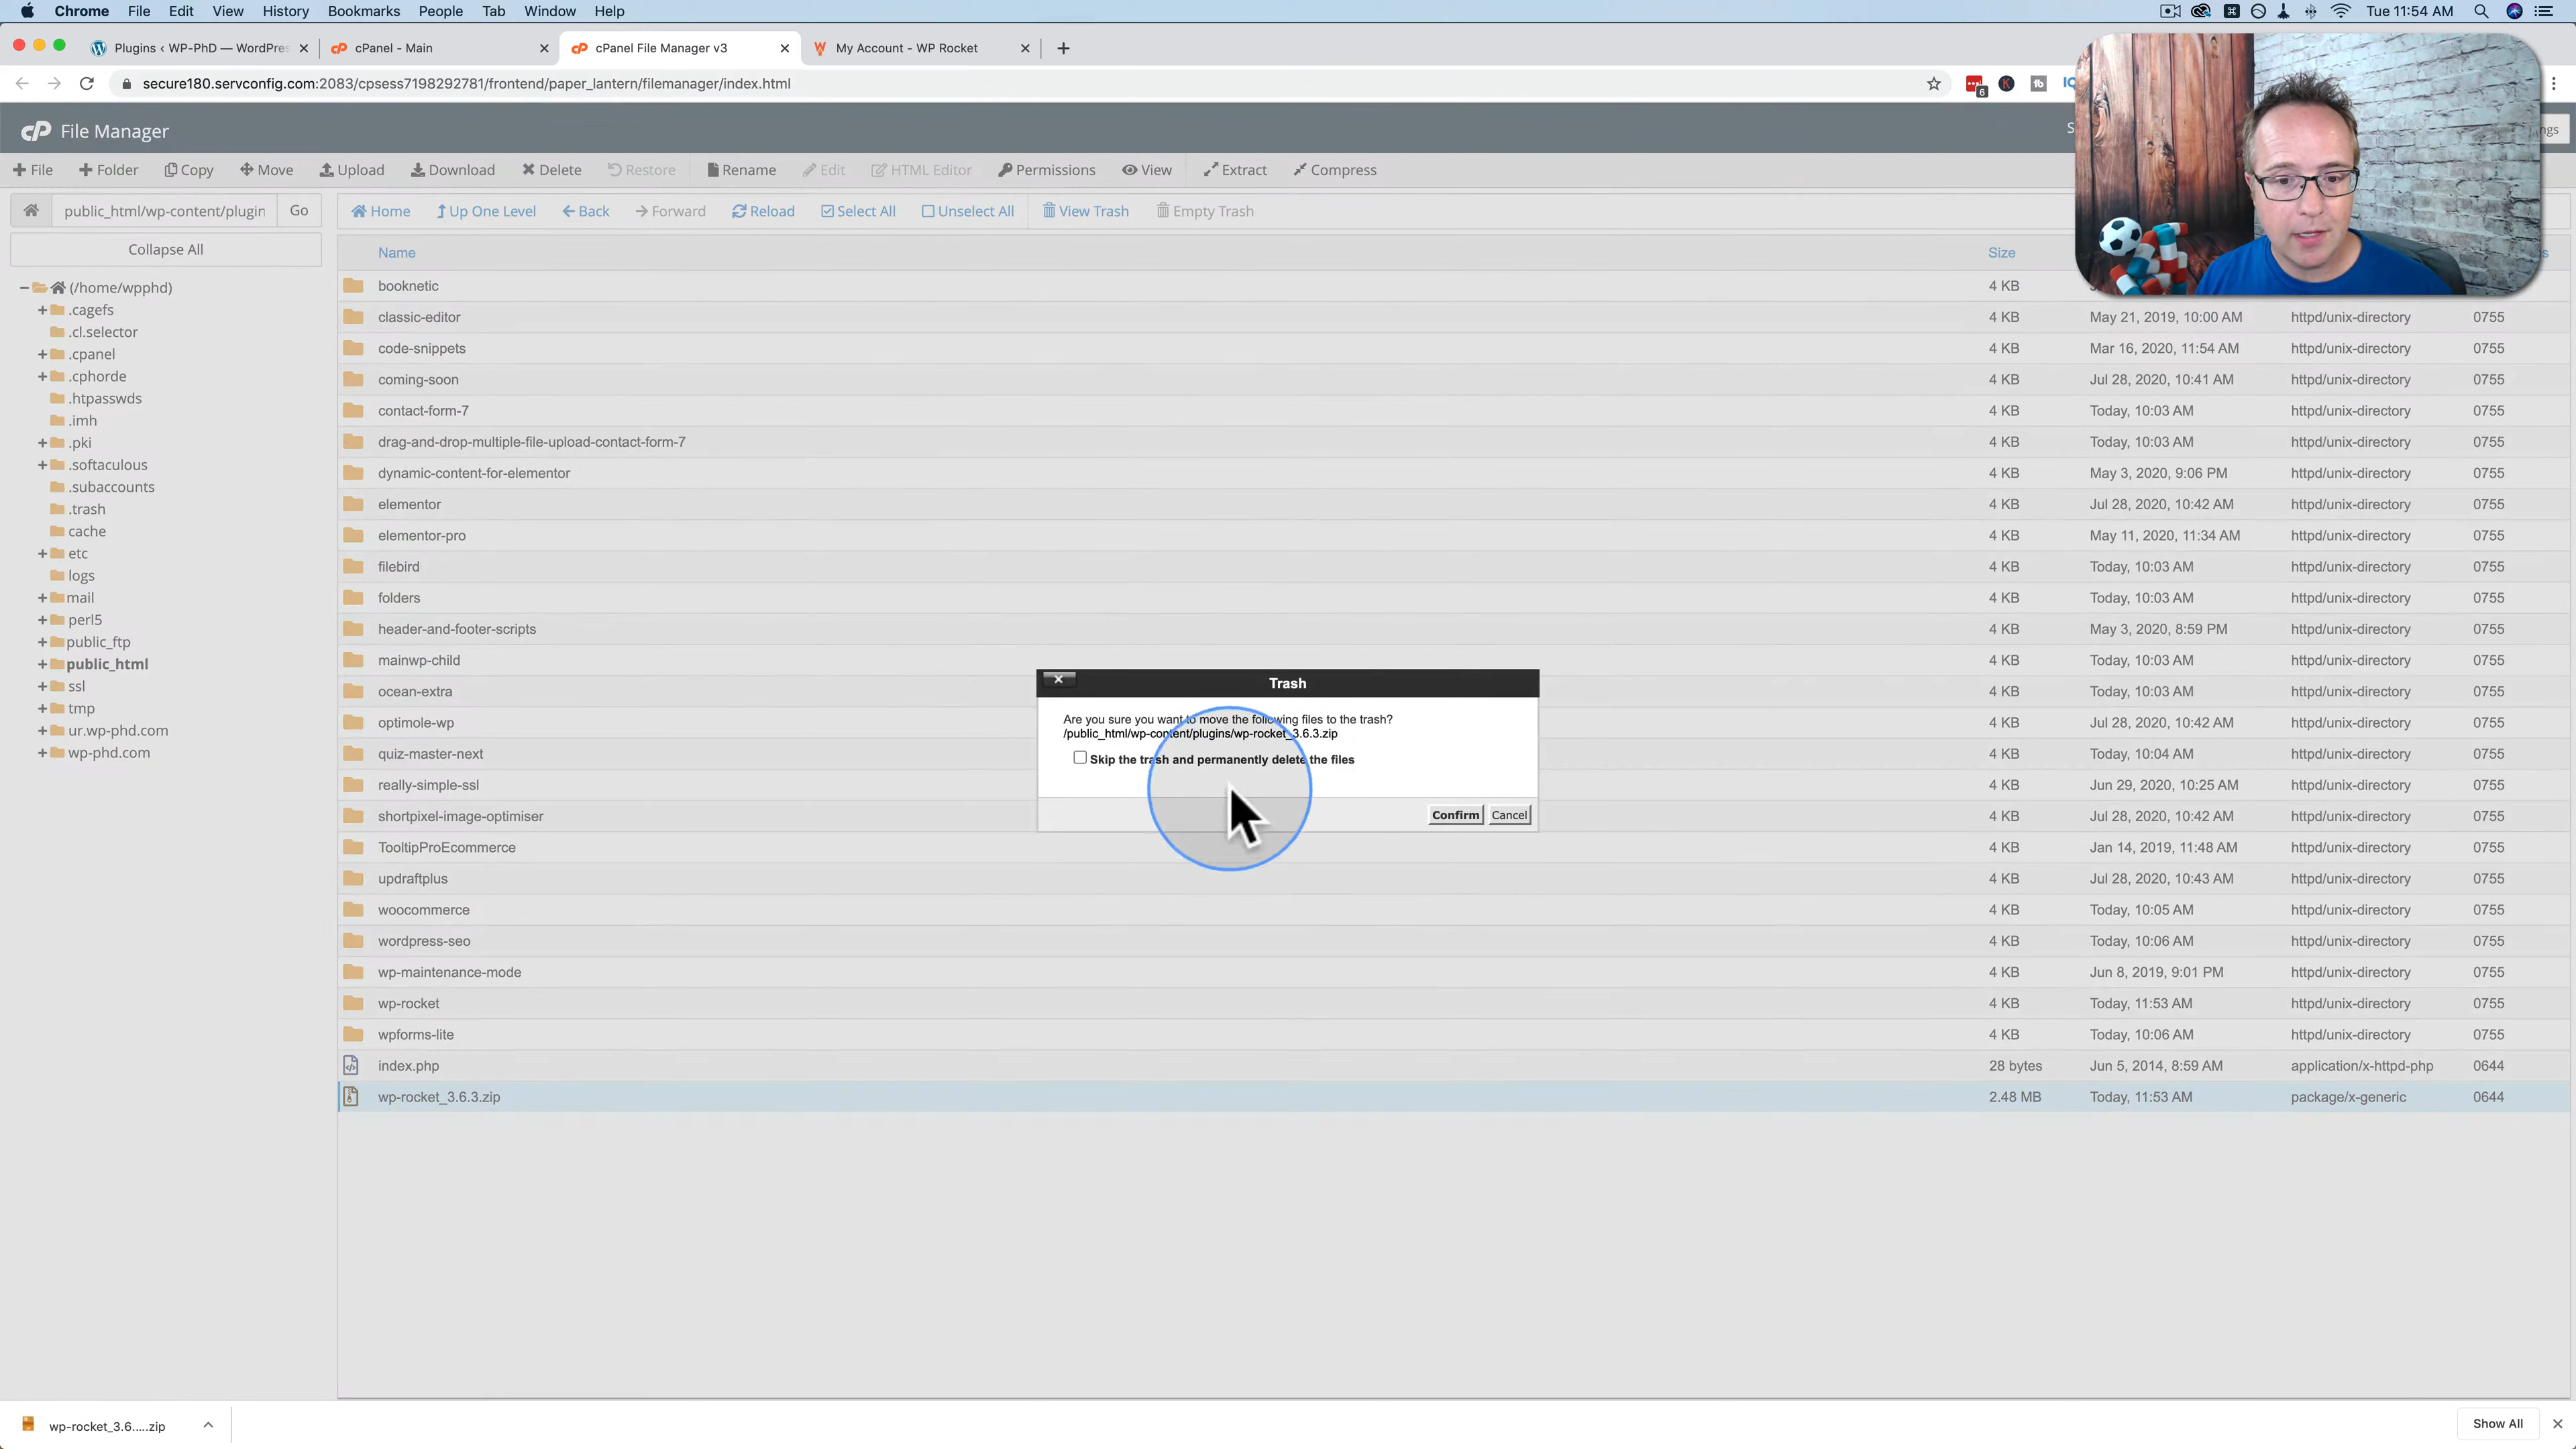 Chrome File Edit View History Bookmarks People Tab Window Help Tue 11:54 AM
Plugins ‹ WP-PhD — WordPres cPanel - Main cPanel File Manager v3 My Account - WP Rocket
secure180.servconfig.com:2083/cpsess7198292781/frontend/paper_lantern/filemanager/index.html 6 K tb
cP File Manager
File Folder Copy Move Upload Download Delete Restore Rename Edit HTML Editor Permissions View Extract Compress
public_html/wp-content/plugin Go Home Up One Level Back Forward Reload Select All Unselect All View Trash Empty Trash
Collapse All
(/home/wpphd)
.cagefs
.cl.selector
.cpanel
.cphorde
.htpasswds
.imh
.pki
.softaculous
.subaccounts
.trash
cache
etc
logs
mail
perl5
public_ftp
public_html
ssl
tmp
ur.wp-phd.com
wp-phd.com
Name Size
booknetic 4 KB
classic-editor 4 KB May 21, 2019, 10:00 AM httpd/unix-directory 0755
code-snippets 4 KB Mar 16, 2020, 11:54 AM httpd/unix-directory 0755
coming-soon 4 KB Jul 28, 2020, 10:41 AM httpd/unix-directory 0755
contact-form-7 4 KB Today, 10:03 AM httpd/unix-directory 0755
drag-and-drop-multiple-file-upload-contact-form-7 4 KB Today, 10:03 AM httpd/unix-directory 0755
dynamic-content-for-elementor 4 KB May 3, 2020, 9:06 PM httpd/unix-directory 0755
elementor 4 KB Jul 28, 2020, 10:42 AM httpd/unix-directory 0755
elementor-pro 4 KB May 11, 2020, 11:34 AM httpd/unix-directory 0755
filebird 4 KB Today, 10:03 AM httpd/unix-directory 0755
folders 4 KB Today, 10:03 AM httpd/unix-directory 0755
header-and-footer-scripts 4 KB May 3, 2020, 8:59 PM httpd/unix-directory 0755
mainwp-child 4 KB Today, 10:03 AM httpd/unix-directory 0755
ocean-extra 4 KB Today, 10:03 AM httpd/unix-directory 0755
optimole-wp 4 KB Jul 28, 2020, 10:42 AM httpd/unix-directory 0755
quiz-master-next 4 KB Today, 10:04 AM httpd/unix-directory 0755
really-simple-ssl 4 KB Jun 29, 2020, 10:25 AM httpd/unix-directory 0755
shortpixel-image-optimiser 4 KB Jul 28, 2020, 10:42 AM httpd/unix-directory 0755
TooltipProEcommerce 4 KB Jan 14, 2019, 11:48 AM httpd/unix-directory 0755
updraftplus 4 KB Jul 28, 2020, 10:43 AM httpd/unix-directory 0755
woocommerce 4 KB Today, 10:05 AM httpd/unix-directory 0755
wordpress-seo 4 KB Today, 10:06 AM httpd/unix-directory 0755
wp-maintenance-mode 4 KB Jun 8, 2019, 9:01 PM httpd/unix-directory 0755
wp-rocket 4 KB Today, 11:53 AM httpd/unix-directory 0755
wpforms-lite 4 KB Today, 10:06 AM httpd/unix-directory 0755
index.php 28 bytes Jun 5, 2014, 8:59 AM application/x-httpd-php 0644
wp-rocket_3.6.3.zip 2.48 MB Today, 11:53 AM package/x-generic 0644
Trash
Are you sure you want to move the following files to the trash?
/public_html/wp-content/plugins/wp-rocket_3.6.3.zip
Skip the trash and permanently delete the files
Confirm Cancel
wp-rocket_3.6.....zip Show All